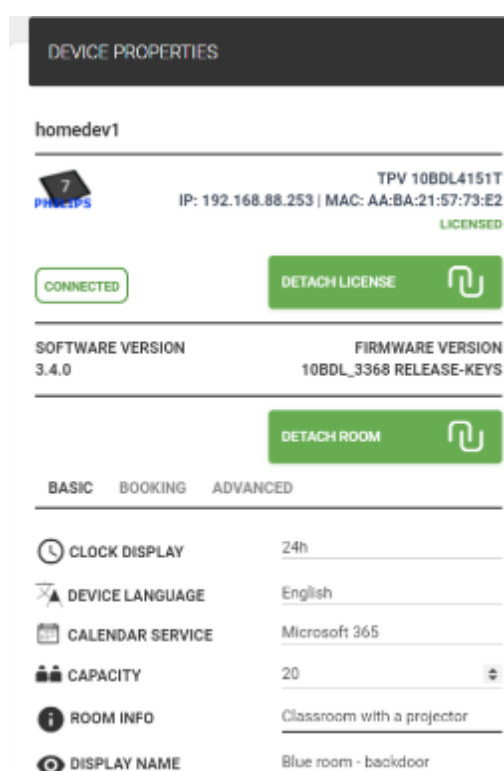 DEVICE PROPERTIES
homedev1
7
PHILIPS
TPV 10BDL4151T
IP: 192.168.88.253 | MAC: AA:BA:21:57:73:E2
LICENSED
CONNECTED
DETACH LICENSE
SOFTWARE VERSION
3.4.0
FIRMWARE VERSION
10BDL_3368 RELEASE-KEYS
DETACH ROOM
BASIC BOOKING ADVANCED
CLOCK DISPLAY 24h
DEVICE LANGUAGE English
CALENDAR SERVICE Microsoft 365
CAPACITY 20
ROOM INFO Classroom with a projector
DISPLAY NAME Blue room - backdoor